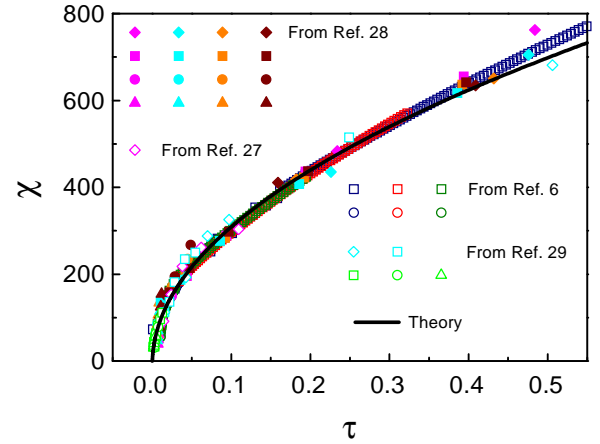 800
From Ref. 28
600
From Ref. 27
χ
400
From Ref. 6
From Ref. 29
200
Theory
0
0.0 0.1 0.2 0.3 0.4 0.5
τ